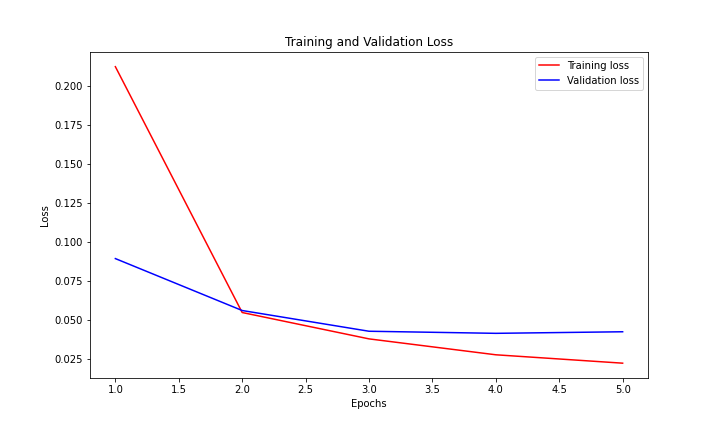 Training and Validation Loss
Training loss
Validation loss
0.200
0.175
0.150
0.125
0.100
0.075
0.050
0.025
Loss
1.0 1.5 2.0 2.5 3.0 3.5 4.0 4.5 5.0
Epochs